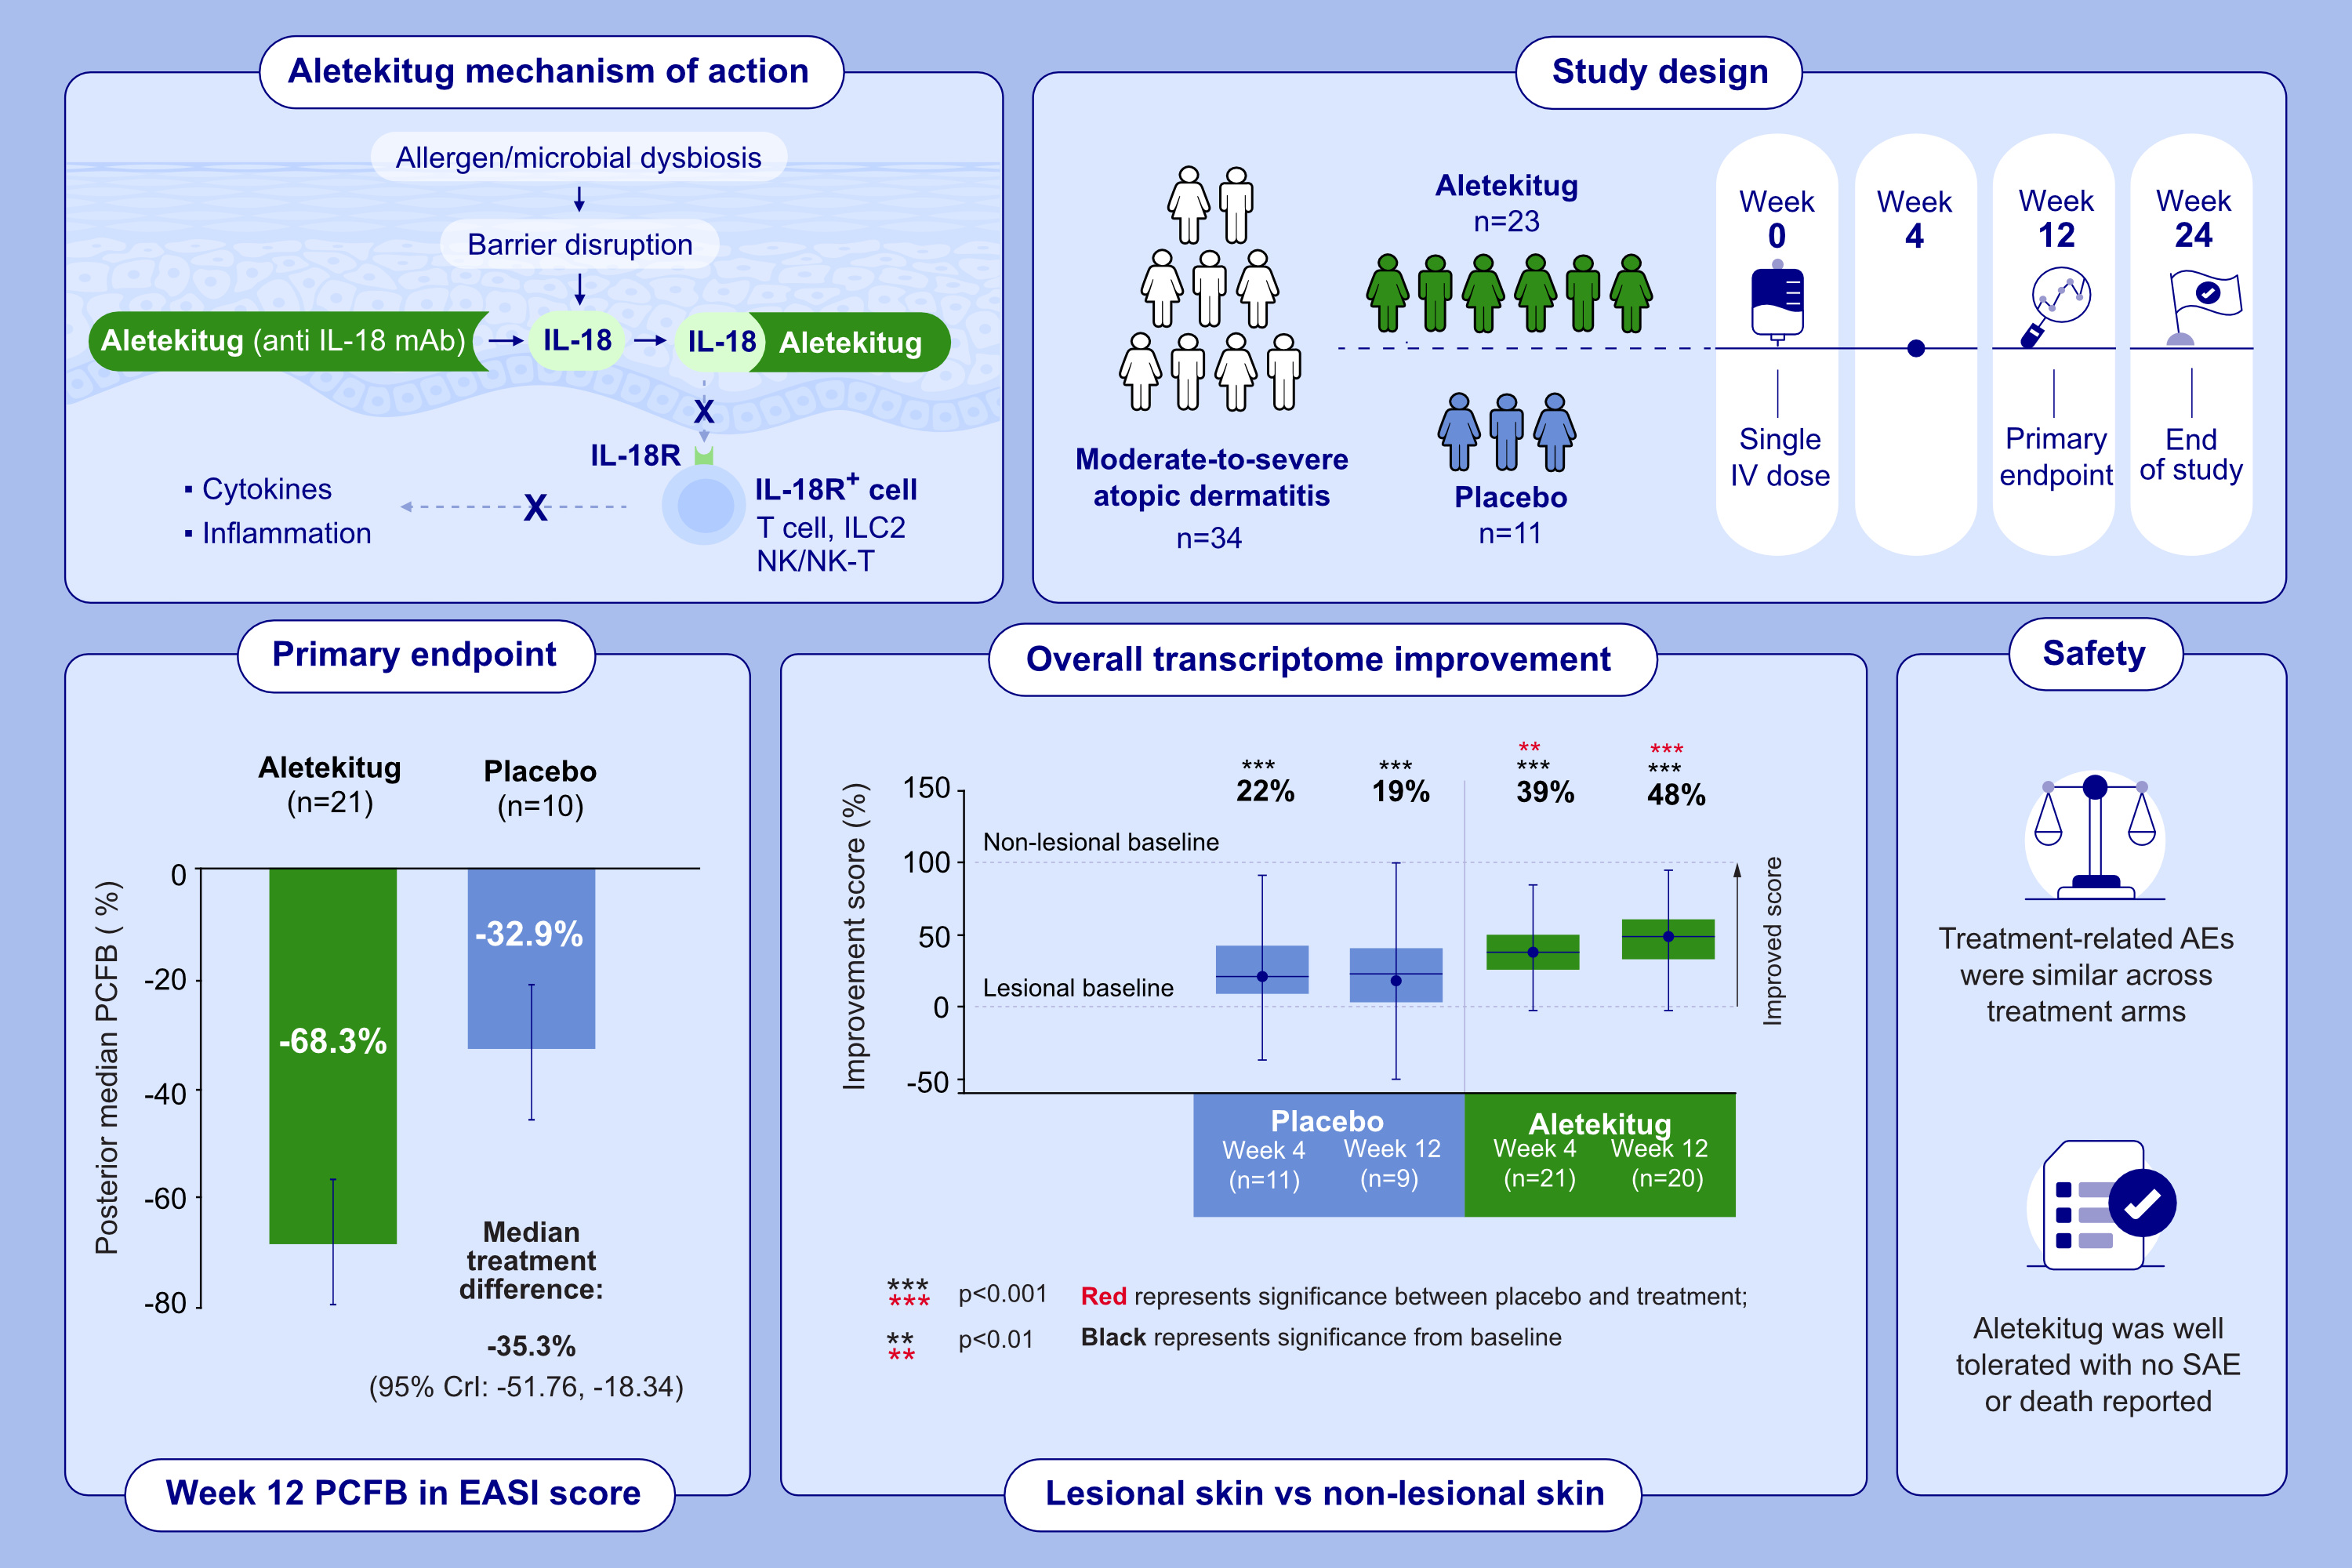 Aletekitug mechanism of action
Allergen/microbial dysbiosis
Barrier disruption
Aletekitug (anti IL-18 mAb)
IL-18
IL-18
Aletekitug
X
IL-18R
IL-18R+ cell
T cell, ILC2
NK/NK-T
X
▪ Cytokines
▪ Inflammation
Study design
Moderate-to-severe
atopic dermatitis
n=34
Aletekitug
n=23
Placebo
n=11
Week
0
Single
IV dose
Week
4
Week
12
Primary
endpoint
Week
24
End
of study
Primary endpoint
Aletekitug
(n=21)
Placebo
(n=10)
Posterior median PCFB ( %)
0
-20
-40
-60
-80
-68.3%
-32.9%
Median
treatment
difference:
-35.3%
(95% Crl: -51.76, -18.34)
Week 12 PCFB in EASI score
Overall transcriptome improvement
Improvement score (%)
150
100
50
0
-50
Non-lesional baseline
Lesional baseline
***
22%
***
19%
**
***
39%
***
***
48%
Improved score
Placebo
Week 4
(n=11)
Week 12
(n=9)
Aletekitug
Week 4
(n=21)
Week 12
(n=20)
***
***
p<0.001
Red represents significance between placebo and treatment;
**
**
p<0.01
Black represents significance from baseline
Lesional skin vs non-lesional skin
Safety
Treatment-related AEs
were similar across
treatment arms
Aletekitug was well
tolerated with no SAE
or death reported